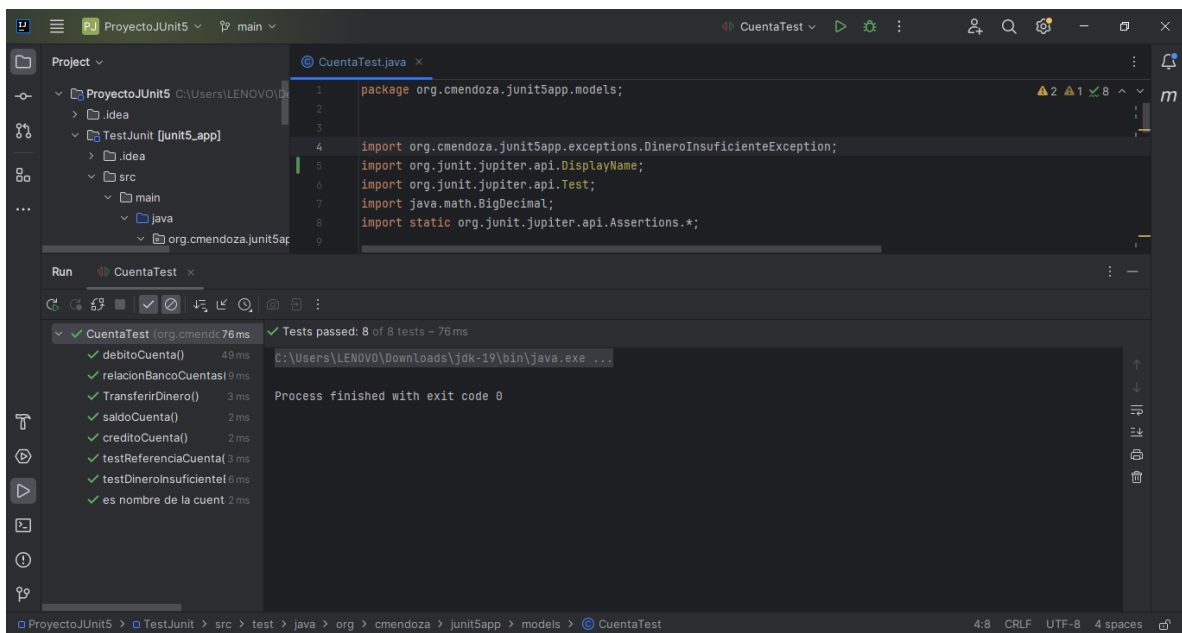 PJ ProyectoJUnit5 main CuentaTest
Project
CuentaTest.java
ProyectoJUnit5 C:\Users\LENOVO\De
.idea
TestJunit [junit5_app]
.idea
src
main
java
org.cmendoza.junit5ap
1 package org.cmendoza.junit5app.models;
2 1 8
2
3
4 import org.cmendoza.junit5app.exceptions.DineroInsuficienteException;
5 import org.junit.jupiter.api.DisplayName;
6 import org.junit.jupiter.api.Test;
7 import java.math.BigDecimal;
8 import static org.junit.jupiter.api.Assertions.*;
9
m
Run CuentaTest
CuentaTest (org.cmendo 76 ms
debitoCuenta() 49 ms
relacionBancoCuentas( 9 ms
TransferirDinero() 3 ms
saldoCuenta() 2 ms
creditoCuenta() 2 ms
testReferenciaCuenta( 3 ms
testDineroInsuficienteE 6 ms
es nombre de la cuent 2 ms
Tests passed: 8 of 8 tests – 76 ms
C:\Users\LENOVO\Downloads\jdk-19\bin\java.exe ...
Process finished with exit code 0
ProyectoJUnit5 > TestJunit > src > test > java > org > cmendoza > junit5app > models > CuentaTest
4:8 CRLF UTF-8 4 spaces